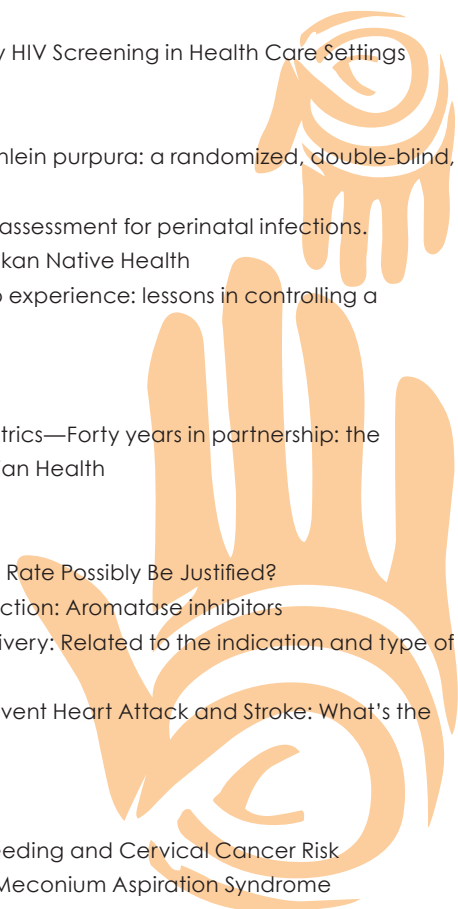 y HIV Screening in Health Care Settings
nlein purpura: a randomized, double-blind,
assessment for perinatal infections.
kan Native Health
o experience: lessons in controlling a
trics—Forty years in partnership: the
ian Health
Rate Possibly Be Justified?
ction: Aromatase inhibitors
ivery: Related to the indication and type of
vent Heart Attack and Stroke: What's the
eding and Cervical Cancer Risk
Meconium Aspiration Syndrome